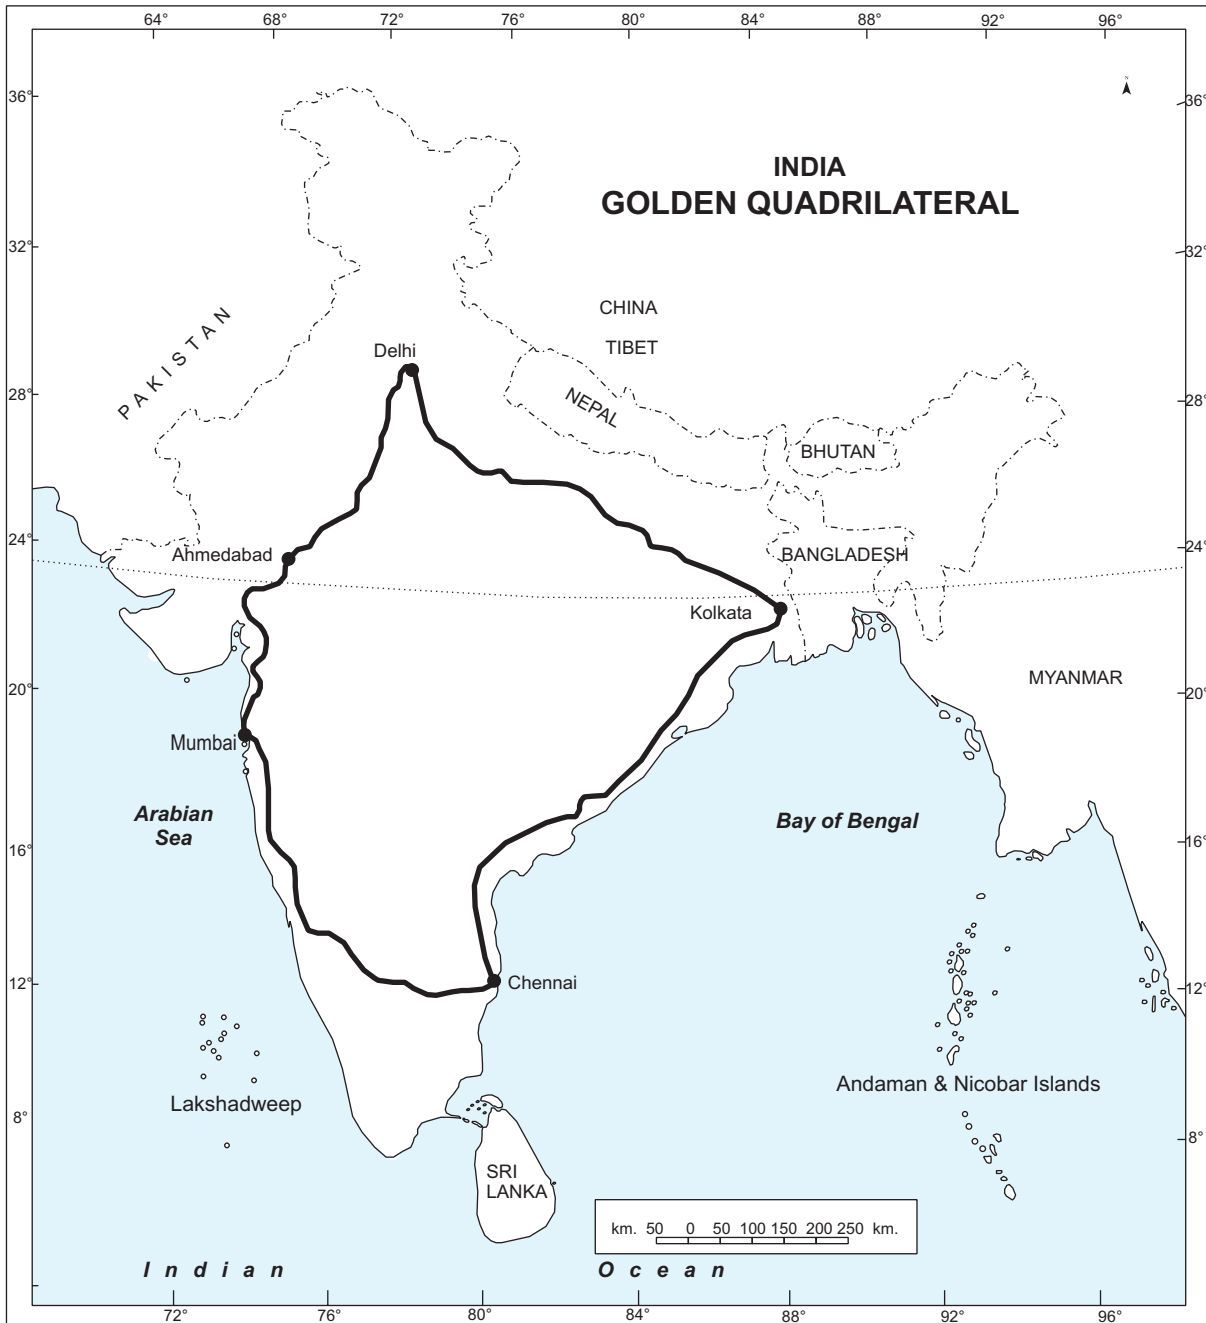 64° 68° 72° 76° 80° 84° 88° 92° 96°
N
36° 36°
INDIA
GOLDEN QUADRILATERAL
32° 32°
CHINA
PAKISTAN
TIBET
Delhi
28° 28°
NEPAL
BHUTAN
24° 24°
Ahmedabad
BANGLADESH
Kolkata
MYANMAR
20° 20°
Mumbai
Arabian
Sea
Bay of Bengal
16° 16°
Chennai
12° 12°
Andaman & Nicobar Islands
Lakshadweep
8° 8°
SRI
LANKA
km. 50 0 50 100 150 200 250 km.
Indian Ocean
72° 76° 80° 84° 88° 92° 96°